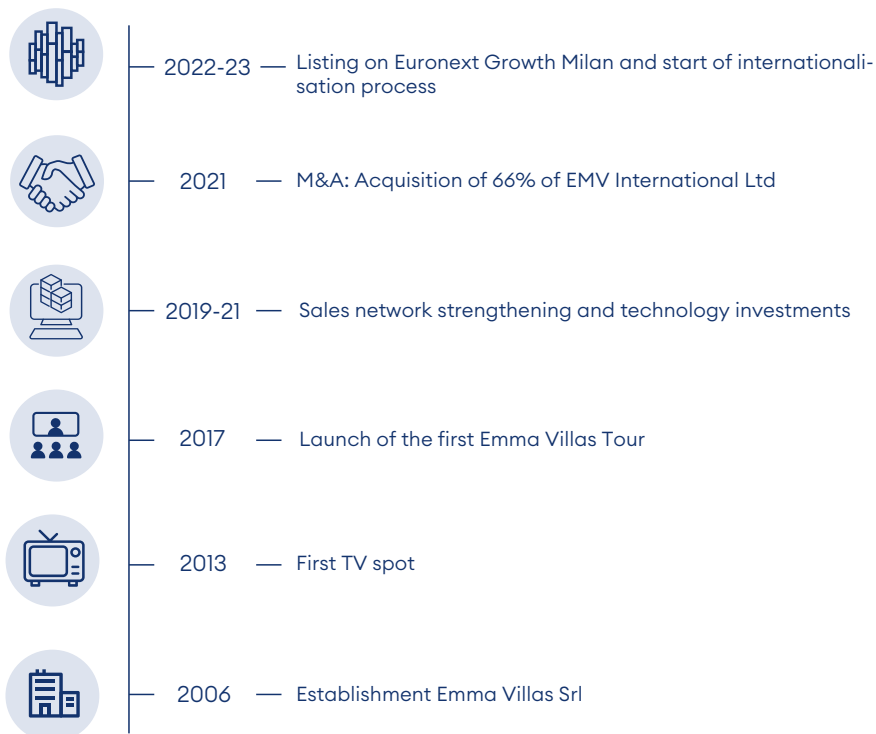 2022-23 Listing on Euronext Growth Milan and start of internationali-
sation process
2021 M&A: Acquisition of 66% of EMV International Ltd
2019-21 Sales network strengthening and technology investments
2017 Launch of the first Emma Villas Tour
2013 First TV spot
2006 Establishment Emma Villas Srl